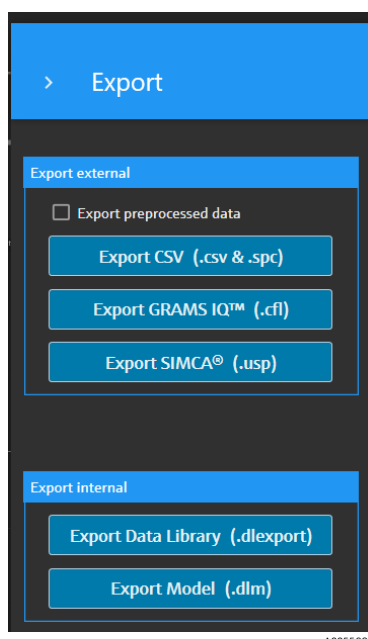 Export
Export external
Export preprocessed data
Export CSV (.csv & .spc)
Export GRAMS IQ™ (.cfl)
Export SIMCA® (.usp)
Export internal
Export Data Library (.dlexport)
Export Model (.dlm)